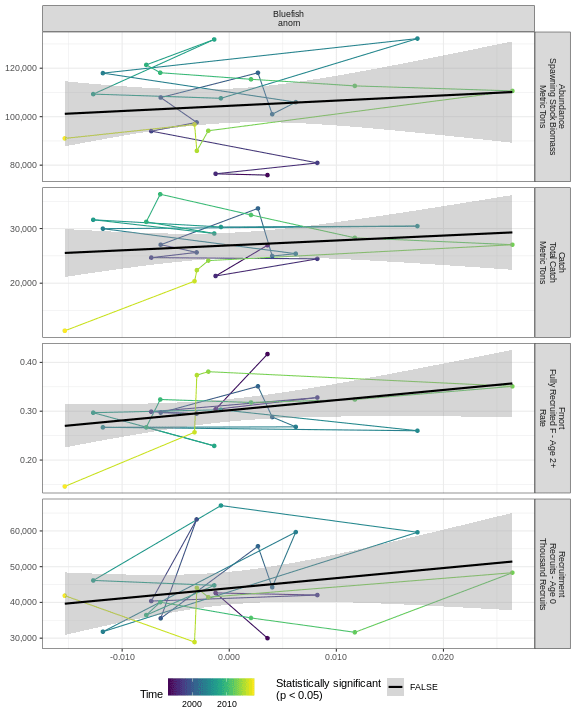 Bluefish
anom
120,000
100,000
80,000
Abundance
Spawning Stock Biomass
Metric Tons
30,000
20,000
Catch
Total Catch
Metric Tons
0.40
0.30
0.20
Fmort
Fully Recruited F - Age 2+
Rate
60,000
50,000
40,000
30,000
Recruitment
Recruits - Age 0
Thousand Recruits
-0.010
0.000
0.010
0.020
Time
2000
2010
Statistically significant
(p < 0.05)
FALSE